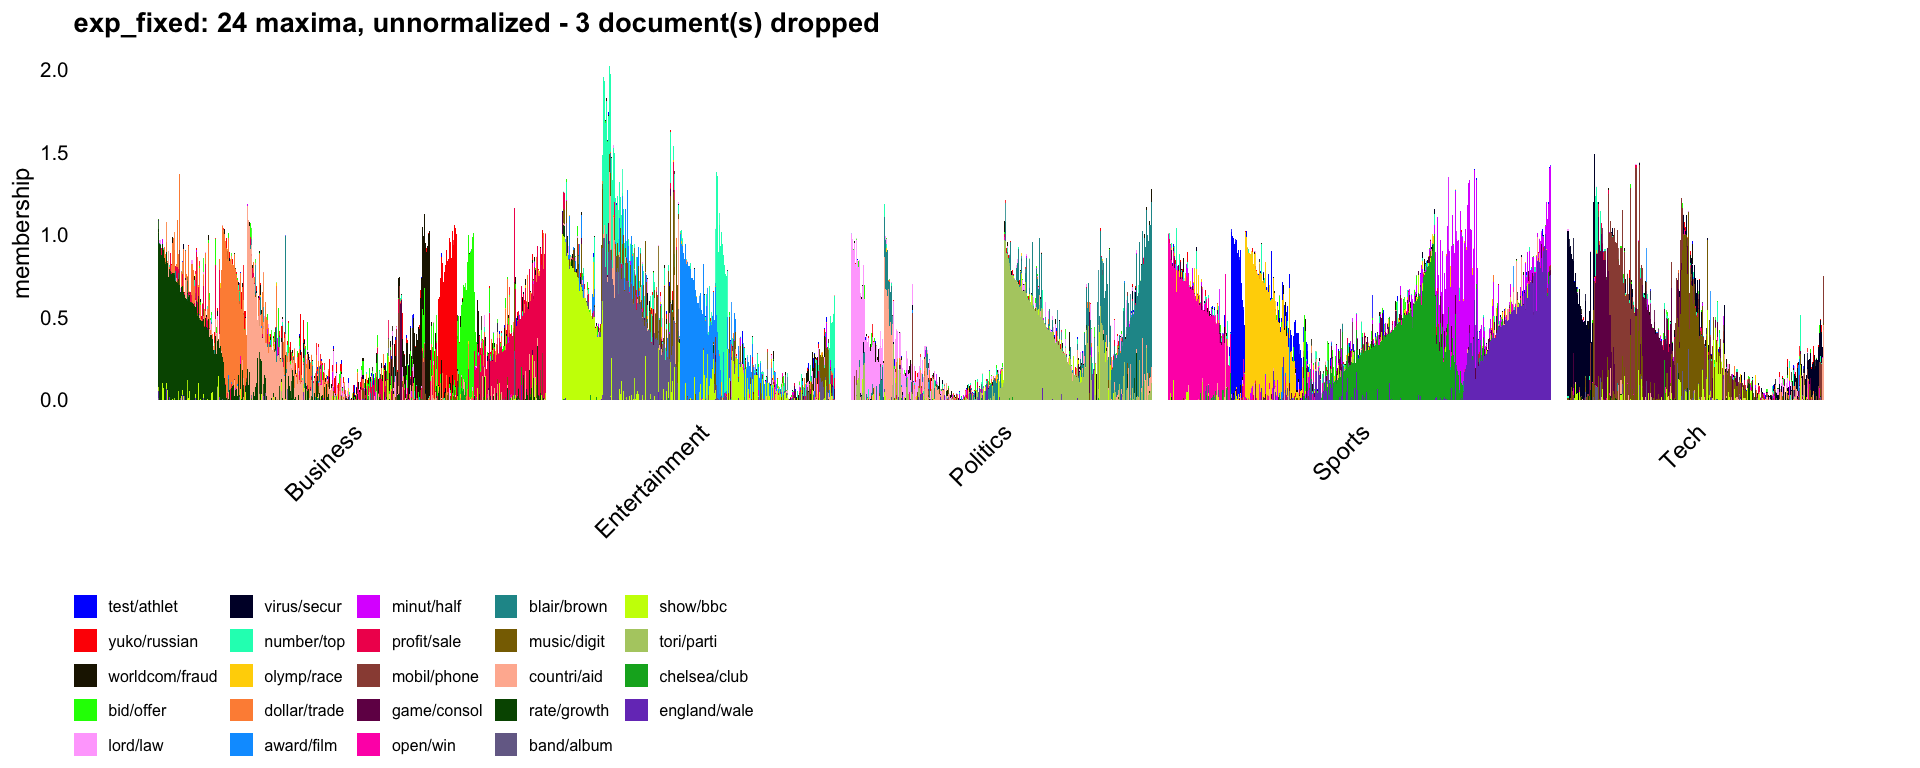 exp_fixed: 24 maxima, unnormalized - 3 document(s) dropped
2.0
1.5
1.0
0.5
0.0
membership
Business
Entertainment
Politics
Sports
Tech
test/athlet
virus/secur
minut/half
blair/brown
show/bbc
yuko/russian
number/top
profit/sale
music/digit
tori/parti
worldcom/fraud
olymp/race
mobil/phone
countri/aid
chelsea/club
bid/offer
dollar/trade
game/consol
rate/growth
england/wale
lord/law
award/film
open/win
band/album